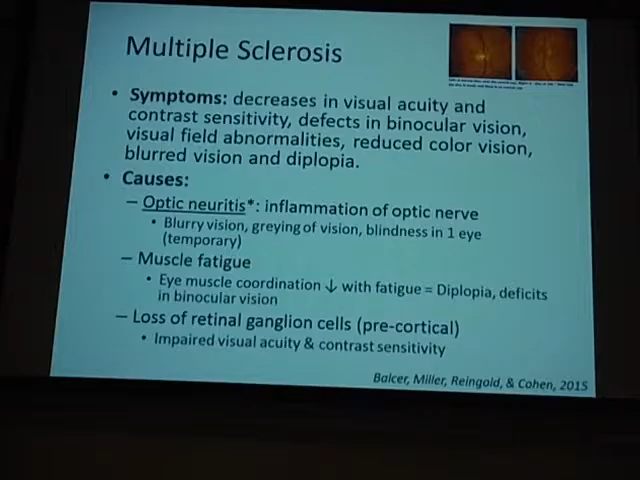 Multiple Sclerosis
• Symptoms: decreases in visual acuity and
contrast sensitivity, defects in binocular vision,
visual field abnormalities, reduced color vision,
blurred vision and diplopia.
• Causes:
– Optic neuritis*: inflammation of optic nerve
• Blurry vision, greying of vision, blindness in 1 eye
(temporary)
– Muscle fatigue
• Eye muscle coordination ↓ with fatigue = Diplopia, deficits
in binocular vision
– Loss of retinal ganglion cells (pre-cortical)
• Impaired visual acuity & contrast sensitivity
Balcer, Miller, Reingold, & Cohen, 2015